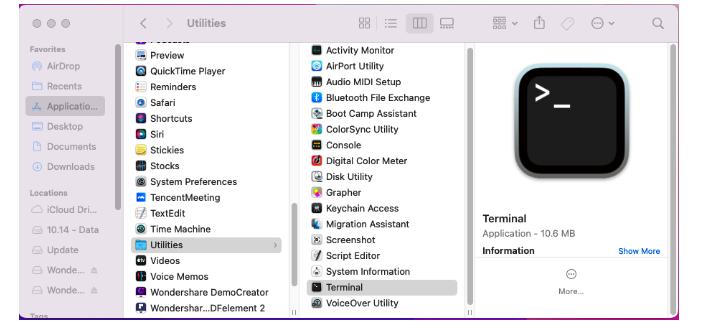 Utilities
Favorites
AirDrop
Recents
Applicatio...
Desktop
Documents
Downloads
Locations
iCloud Dri...
10.14 - Data
Update
Wonde...
Wonde...
Tags
Podcasts
Preview
QuickTime Player
Reminders
Safari
Shortcuts
Siri
Stickies
Stocks
System Preferences
TencentMeeting
TextEdit
Time Machine
Utilities
Videos
Voice Memos
Wondershare DemoCreator
Wondershar...DFelement 2
Activity Monitor
AirPort Utility
Audio MIDI Setup
Bluetooth File Exchange
Boot Camp Assistant
ColorSync Utility
Console
Digital Color Meter
Disk Utility
Grapher
Keychain Access
Migration Assistant
Screenshot
Script Editor
System Information
Terminal
VoiceOver Utility
>_
Terminal
Application - 10.6 MB
Information Show More
More...